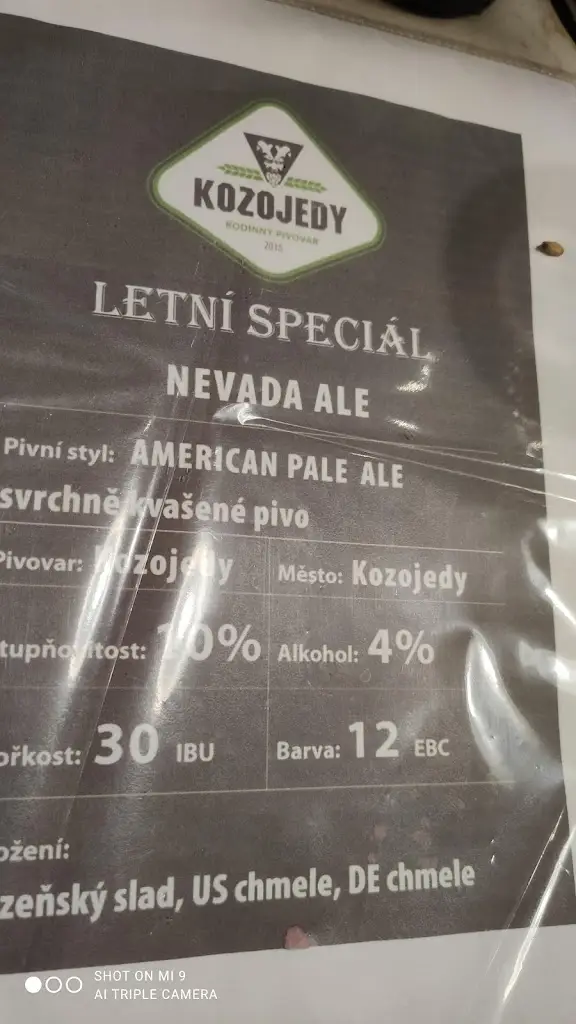 KOZOJEDY
RODINNÝ PIVOVAR
2015
LETNÍ SPECIÁL
NEVADA ALE
Pivní styl: AMERICAN PALE ALE
svrchně kvašené pivo
Pivovar: Kozojedy Město: Kozojedy
tupňovitost: 10% Alkohol: 4%
ořkost: 30 IBU Barva: 12 EBC
ožení:
zeňský slad, US chmele, DE chmele
SHOT ON MI 9
AI TRIPLE CAMERA